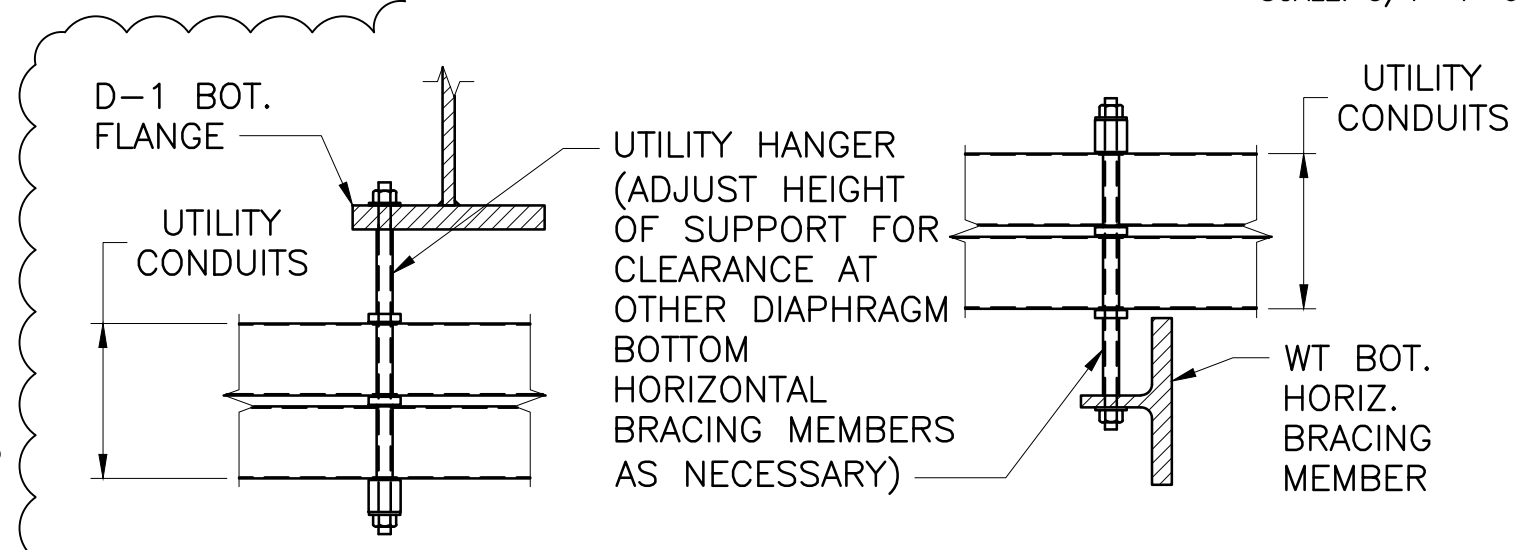 D-1 BOT.
FLANGE
UTILITY
CONDUITS
UTILITY HANGER
(ADJUST HEIGHT
OF SUPPORT FOR
CLEARANCE AT
OTHER DIAPHRAGM
BOTTOM
HORIZONTAL
BRACING MEMBERS
AS NECESSARY)
UTILITY
CONDUITS
WT BOT.
HORIZ.
BRACING
MEMBER